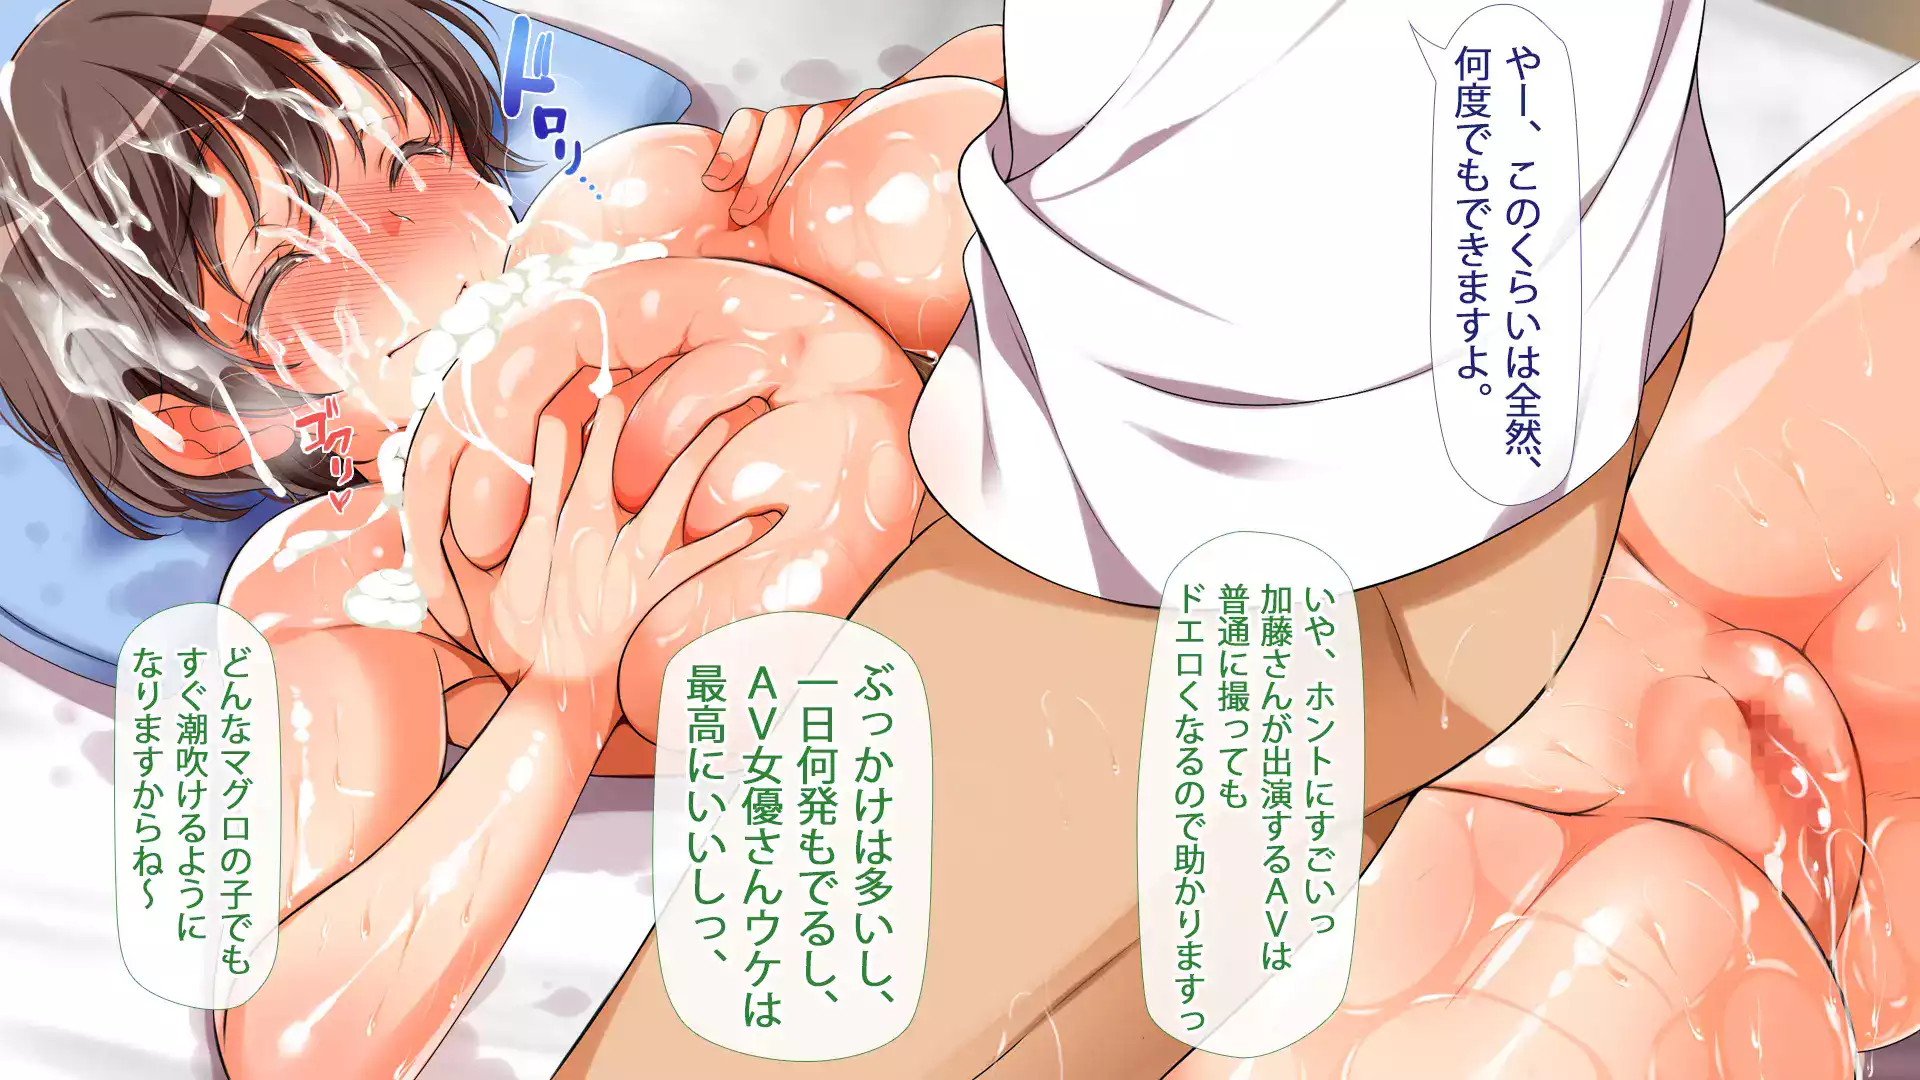 やー、このくらいは全然、
何度でもできますよ。
いや、ホントにすごいっ
加藤さんが出演するＡＶは
普通に撮っても
ドエロくなるので助かりますっ
ぶっかけは多いし、
一日何発もでるし、
ＡＶ女優さんウケは
最高にいいしっ、
どんなマグロの子でも
すぐ潮吹けるように
なりますからね～
ドロリ…
ゴクリ♡